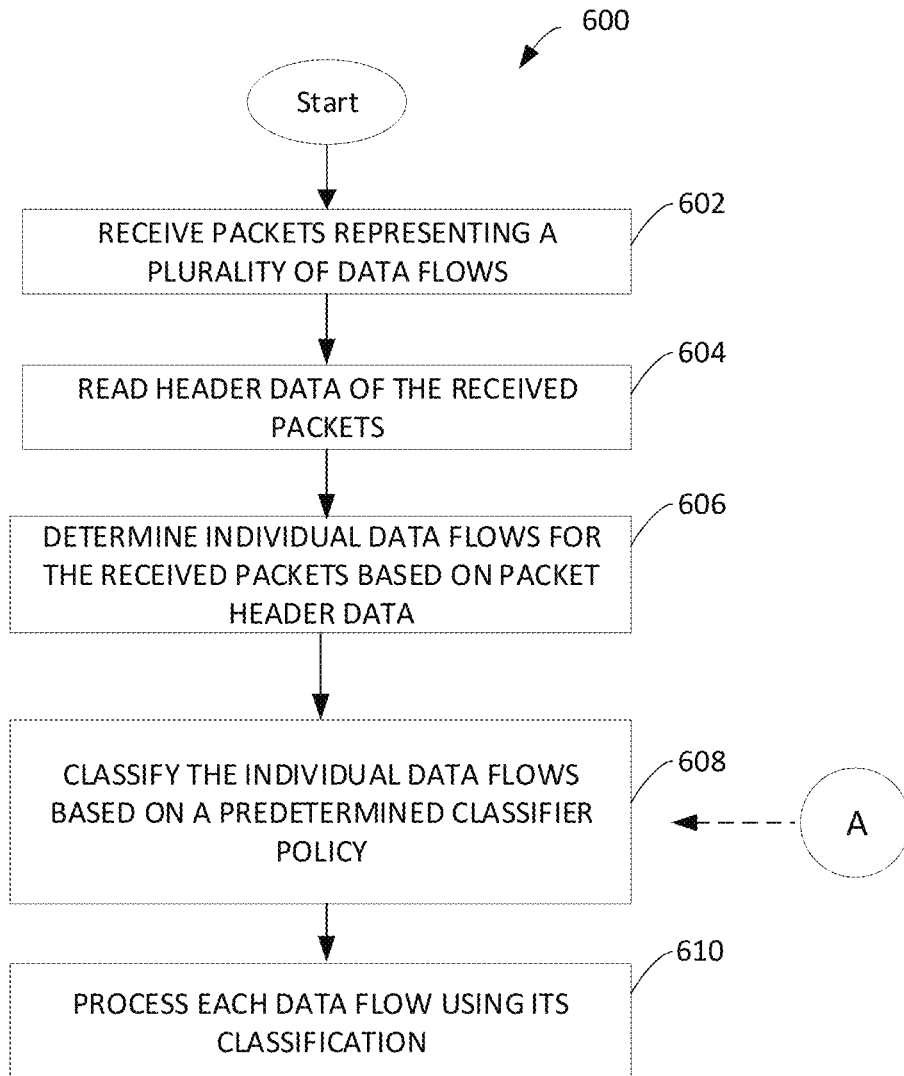 600
Start
602
RECEIVE PACKETS REPRESENTING A
PLURALITY OF DATA FLOWS
604
READ HEADER DATA OF THE RECEIVED
PACKETS
606
DETERMINE INDIVIDUAL DATA FLOWS FOR
THE RECEIVED PACKETS BASED ON PACKET
HEADER DATA
608
CLASSIFY THE INDIVIDUAL DATA FLOWS
BASED ON A PREDETERMINED CLASSIFIER
POLICY
A
610
PROCESS EACH DATA FLOW USING ITS
CLASSIFICATION